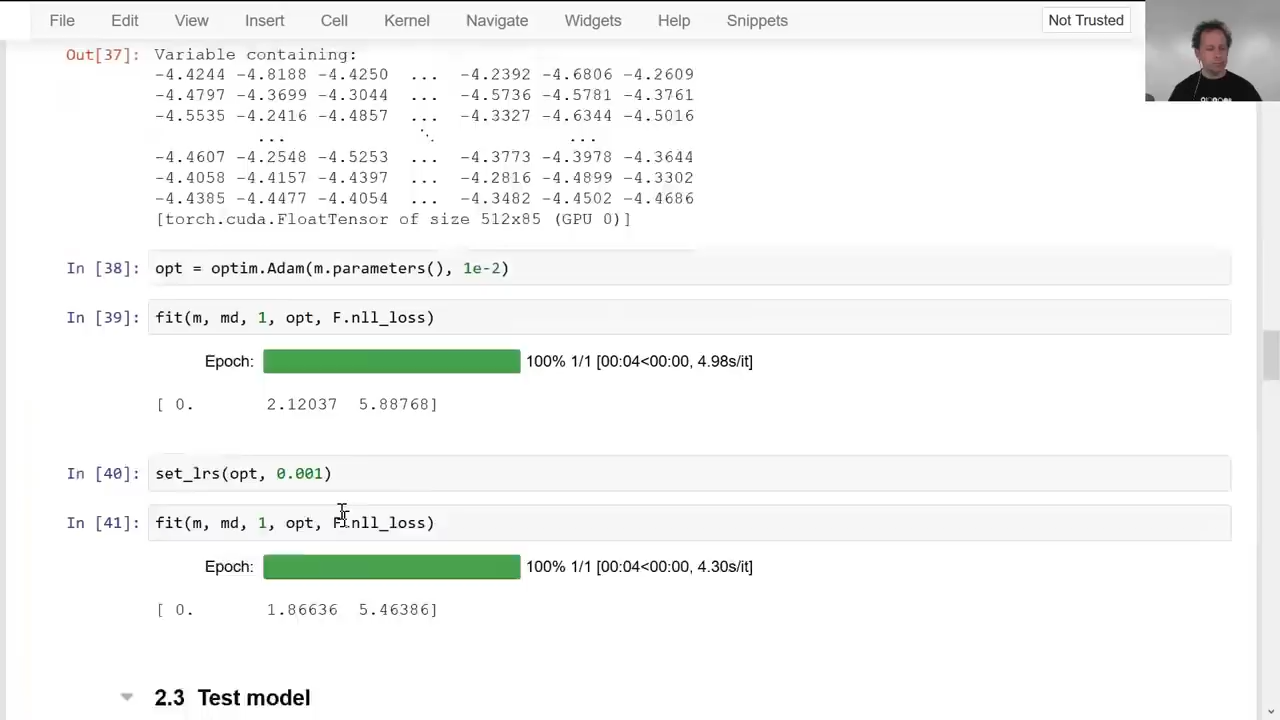 File Edit View Insert Cell Kernel Navigate Widgets Help Snippets Not Trusted
Out[37]: Variable containing:
-4.4244 -4.8188 -4.4250 ... -4.2392 -4.6806 -4.2609
-4.4797 -4.3699 -4.3044 ... -4.5736 -4.5781 -4.3761
-4.5535 -4.2416 -4.4857 ... -4.3327 -4.6344 -4.5016
... ⋱ ...
-4.4607 -4.2548 -4.5253 ... -4.3773 -4.3978 -4.3644
-4.4058 -4.4157 -4.4397 ... -4.2816 -4.4899 -4.3302
-4.4385 -4.4477 -4.4054 ... -4.3482 -4.4502 -4.4686
[torch.cuda.FloatTensor of size 512x85 (GPU 0)]
In [38]: opt = optim.Adam(m.parameters(), 1e-2)
In [39]: fit(m, md, 1, opt, F.nll_loss)
Epoch: 100% 1/1 [00:04<00:00, 4.98s/it]
[ 0. 2.12037 5.88768]
In [40]: set_lrs(opt, 0.001)
In [41]: fit(m, md, 1, opt, F.nll_loss)
Epoch: 100% 1/1 [00:04<00:00, 4.30s/it]
[ 0. 1.86636 5.46386]
2.3 Test model